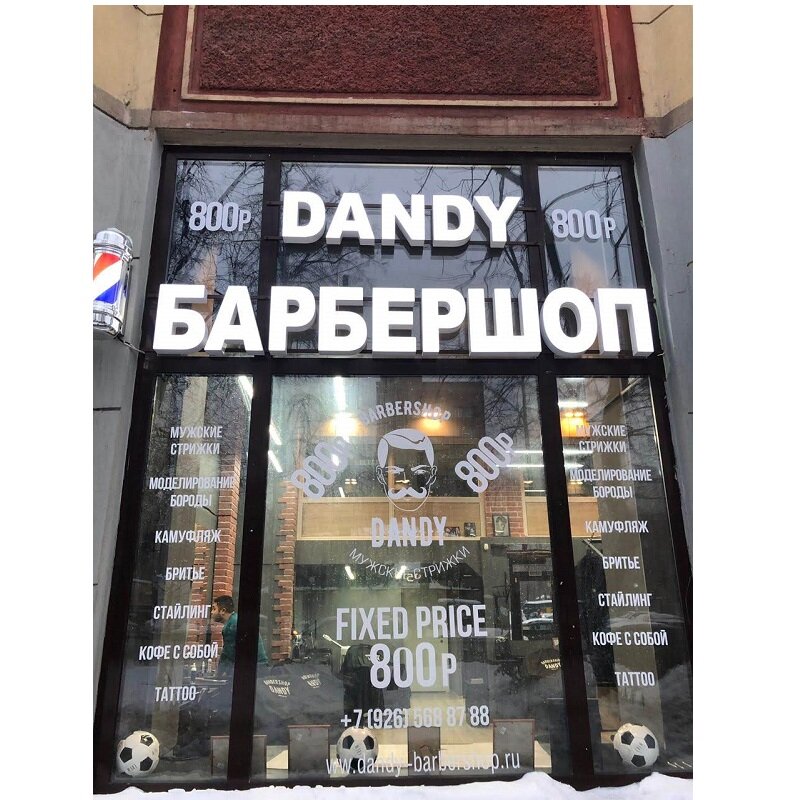 800Р
DANDY
800Р
БАРБЕРШОП
МУЖСКИЕ
СТРИЖКИ
МОДЕЛИРОВАНИЕ
БОРОДЫ
КАМУФЛЯЖ
БРИТЬЕ
СТАЙЛИНГ
КОФЕ С СОБОЙ
TATTOO
BARBERSHOP
800Р
800Р
DANDY
МУЖСКИЕ СТРИЖКИ
FIXED PRICE
800Р
+7 (926) 568 87 88
www.dandy-barbershop.ru
BARBERSHOP
DANDY
МУЖСКИЕ
СТРИЖКИ
МОДЕЛИРОВАНИЕ
БОРОДЫ
КАМУФЛЯЖ
БРИТЬЕ
СТАЙЛИНГ
КОФЕ С СОБОЙ
TATTOO